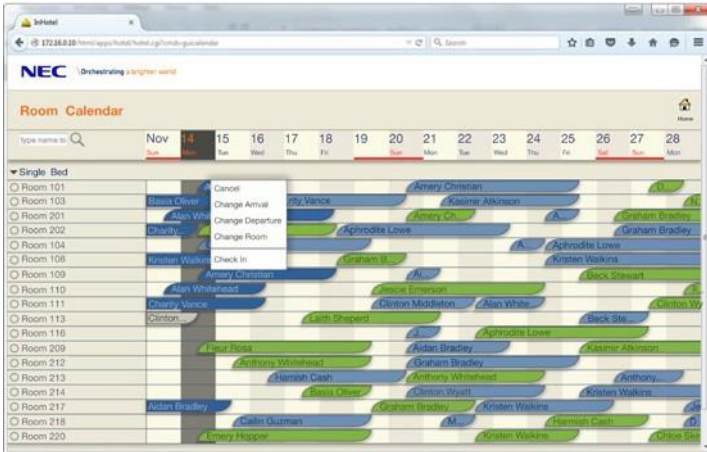 InHotel
172.16.0.10/html/apps/hotel/hotel.cgi?cmd=guicalendar
Search
NEC
\Orchestrating a brighter world
Room Calendar
Home
type name to
Nov 14 15 16 17 18 19 20 21 22 23 24 25 26 27 28
Sun Mon Tue Wed Thu Fri Sun Mon Tue Wed Thu Fri Sat Sun Mon
Single Bed
Room 101 Amery Christian D...
Room 103 Basia Oliver Vance Kasimir Atkinson N.
Room 201 Alan Amery Ch... A... Graham Bradley
Room 202 Charity... Aphrodite Lowe Graham Bradley
Room 104 A... Aphrodite Lowe
Room 108 Kristen Walkins Graham B... Kristen Walkins
Room 109 Amery Christian Ai... Beck Stewart
Room 110 Alan Whitehead Jescie Emerson
Room 111 Charity Vance Clinton Middleton Alan White... Clinton Wy
Room 113 Clinton... Laith Sheperd Beck Ste...
Room 116 J... Aphrodite Lowe
Room 209 Fleur Rosa Aidan Bradley Kasimir Atkinson
Room 212 Anthony Whitehead Graham Bradley
Room 213 Hamish Cash Anthony Whitehead Anthony...
Room 214 Basia Oliver Clinton Wyatt Kristen Walkins
Room 217 Aidan Bradley Graham Bradley Kristen Walkins Je
Room 218 Cailin Guzman M... Hamish Cash D.
Room 220 Emery Hopper Kristen Walkins Chloe Ski
Cancel
Change Arrival
Change Departure
Change Room
Check In